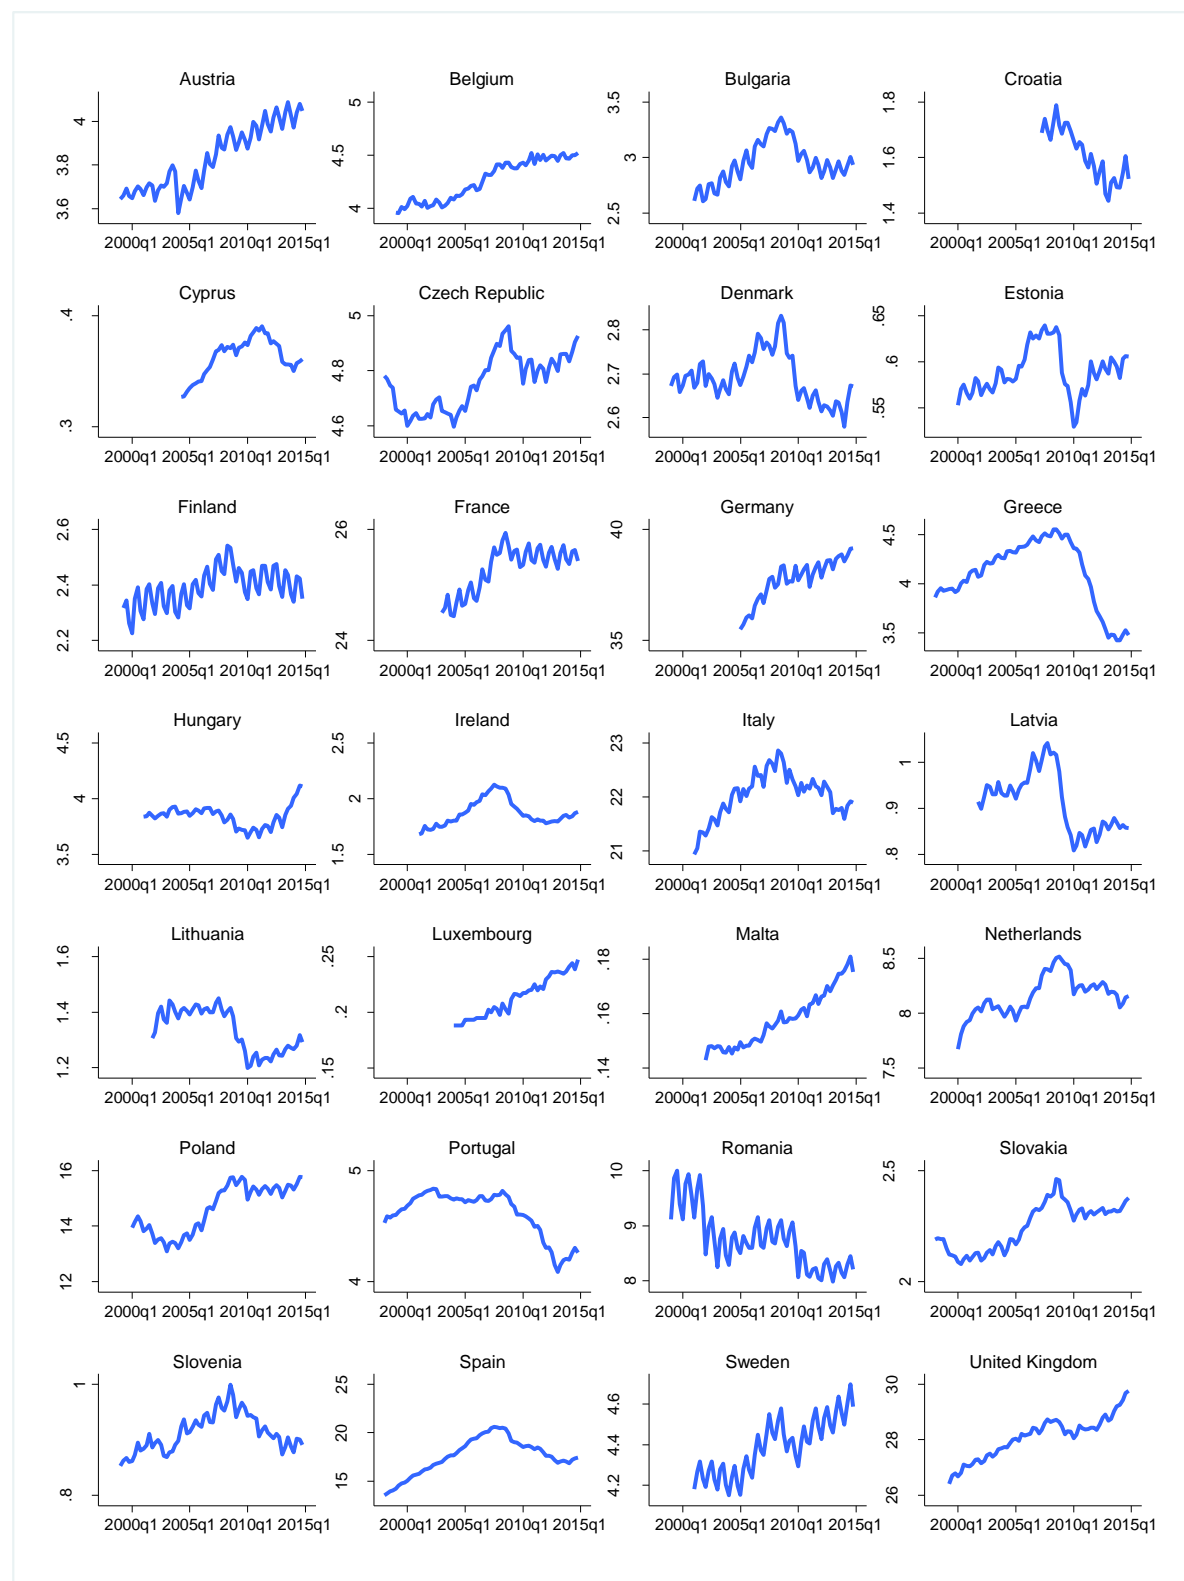 Austria Belgium Bulgaria Croatia
3.6 3.8 4
4 4.5 5
2.5 3 3.5
1.4 1.6 1.8
2000q1 2005q1 2010q1 2015q1 2000q1 2005q1 2010q1 2015q1 2000q1 2005q1 2010q1 2015q1 2000q1 2005q1 2010q1 2015q1
Cyprus Czech Republic Denmark Estonia
.3 .4
4.6 4.8 5
2.6 2.7 2.8
.55 .6 .65
2000q1 2005q1 2010q1 2015q1 2000q1 2005q1 2010q1 2015q1 2000q1 2005q1 2010q1 2015q1 2000q1 2005q1 2010q1 2015q1
Finland France Germany Greece
2.2 2.4 2.6
24 26
35 40
3.5 4 4.5
2000q1 2005q1 2010q1 2015q1 2000q1 2005q1 2010q1 2015q1 2000q1 2005q1 2010q1 2015q1 2000q1 2005q1 2010q1 2015q1
Hungary Ireland Italy Latvia
3.5 4 4.5
1.5 2 2.5
21 22 23
.8 .9 1
2000q1 2005q1 2010q1 2015q1 2000q1 2005q1 2010q1 2015q1 2000q1 2005q1 2010q1 2015q1 2000q1 2005q1 2010q1 2015q1
Lithuania Luxembourg Malta Netherlands
1.2 1.4 1.6
.15 .2 .25
.14 .16 .18
7.5 8 8.5
2000q1 2005q1 2010q1 2015q1 2000q1 2005q1 2010q1 2015q1 2000q1 2005q1 2010q1 2015q1 2000q1 2005q1 2010q1 2015q1
Poland Portugal Romania Slovakia
12 14 16
4 5
8 9 10
2 2.5
2000q1 2005q1 2010q1 2015q1 2000q1 2005q1 2010q1 2015q1 2000q1 2005q1 2010q1 2015q1 2000q1 2005q1 2010q1 2015q1
Slovenia Spain Sweden United Kingdom
.8 1
15 20 25
4.2 4.4 4.6
26 28 30
2000q1 2005q1 2010q1 2015q1 2000q1 2005q1 2010q1 2015q1 2000q1 2005q1 2010q1 2015q1 2000q1 2005q1 2010q1 2015q1